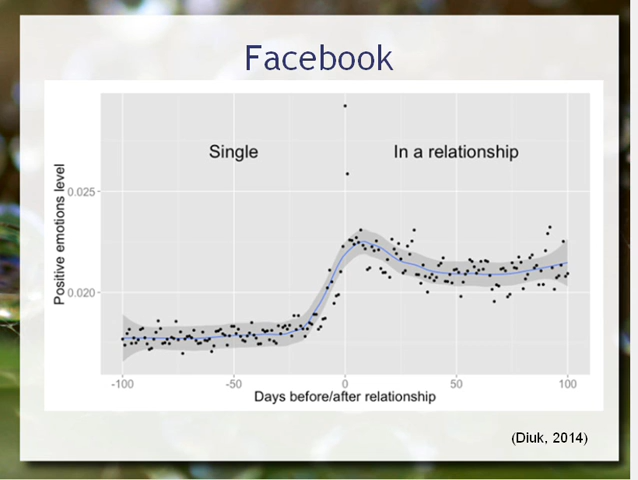 Facebook
Single
In a relationship
Positive emotions level
0.025
0.020
-100
-50
0
50
100
Days before/after relationship
(Diuk, 2014)